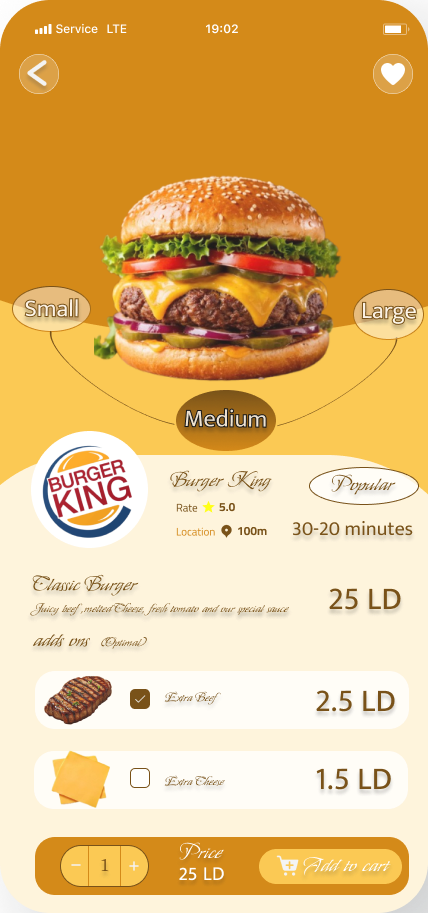 Service LTE 19:02
Small
Large
Medium
BURGER
KING
Burger King
Popular
Rate 5.0
Location 100m
30-20 minutes
Classic Burger
Juicy beef ,melted Cheese, fresh tomato and our special sauce
25 LD
adds ons (Optimal)
Extra Beef
2.5 LD
Extra Cheese
1.5 LD
− 1 +
Price
25 LD
Add to cart